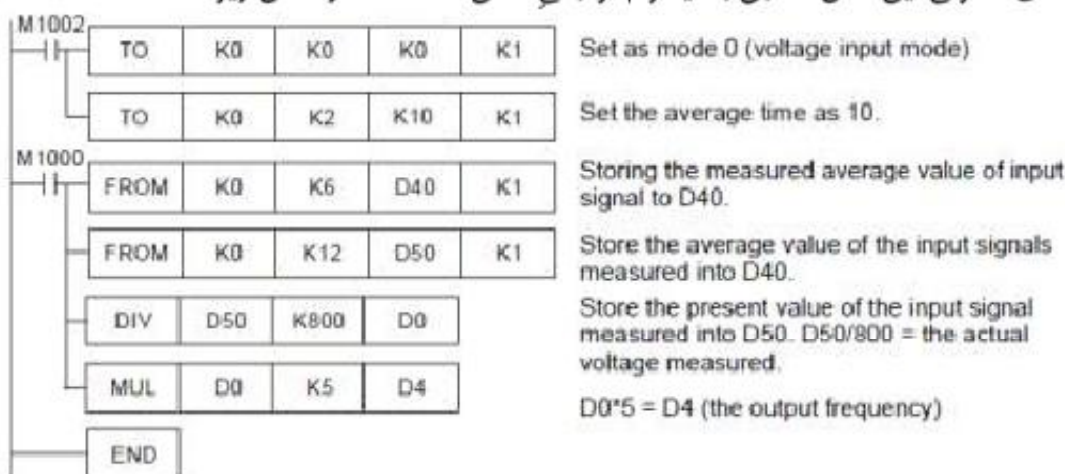 M1002
TO K0 K0 K0 K1 Set as mode 0 (voltage input mode)
TO K0 K2 K10 K1 Set the average time as 10.
M1000
FROM K0 K6 D40 K1 Storing the measured average value of input
signal to D40.
FROM K0 K12 D50 K1 Store the average value of the input signals
measured into D40.
DIV D50 K800 D0 Store the present value of the input signal
measured into D50. D50/800 = the actual
voltage measured.
MUL D0 K5 D4 D0*5 = D4 (the output frequency)
END